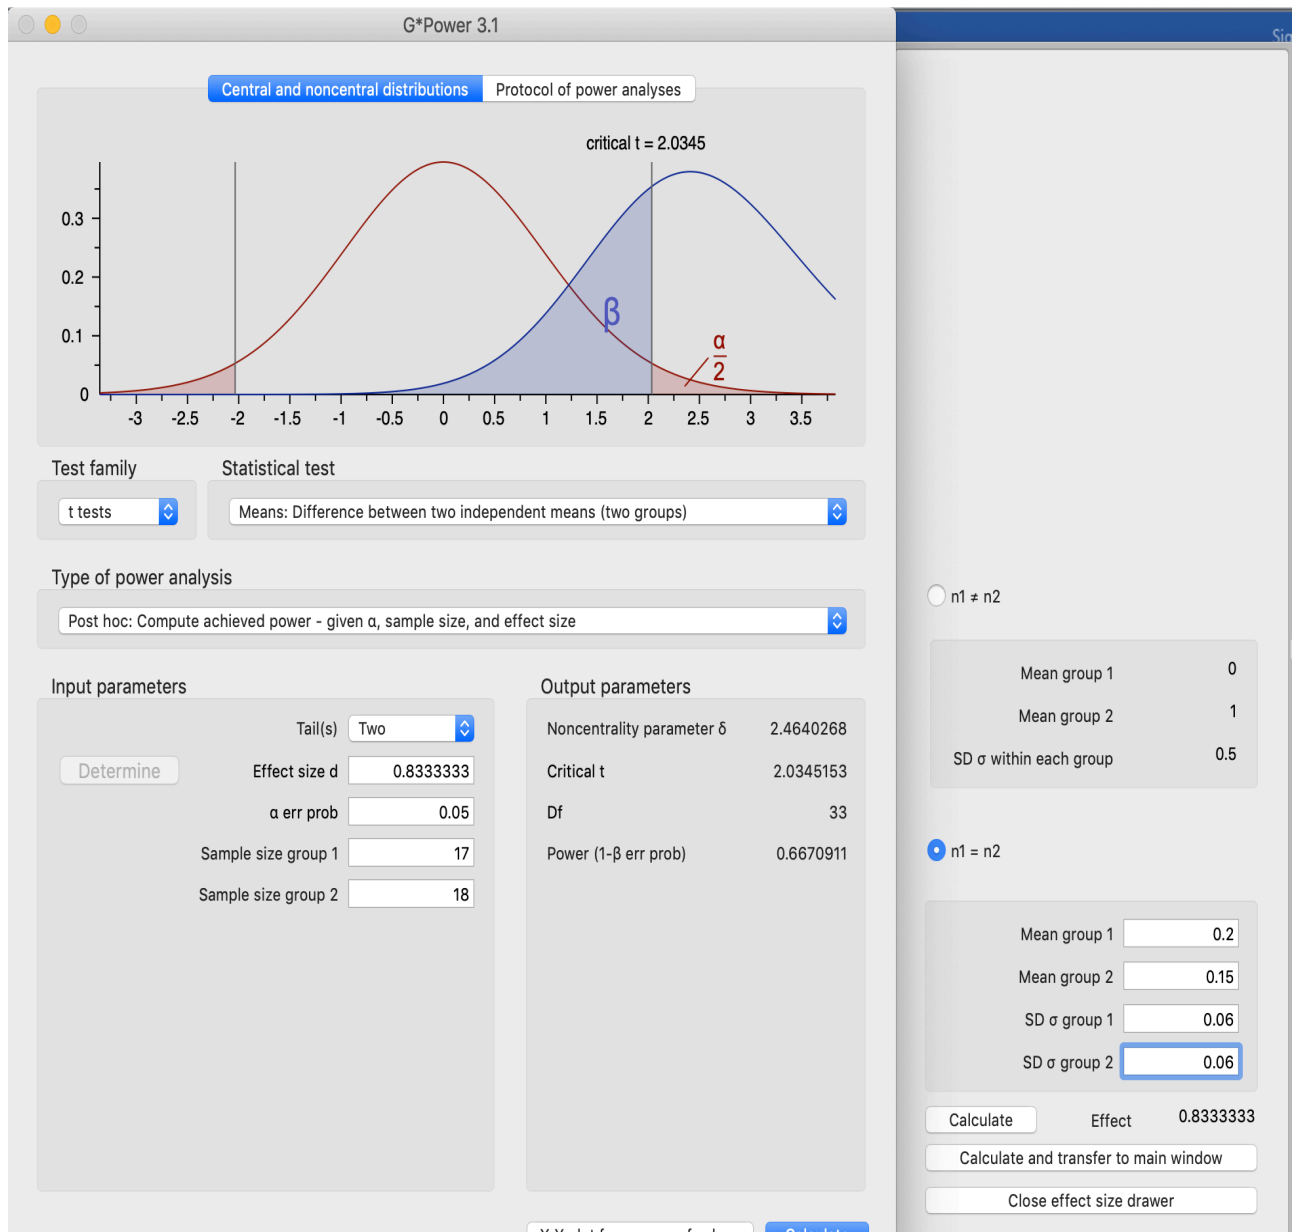 G*Power 3.1
Central and noncentral distributions Protocol of power analyses
critical t = 2.0345
0.3
0.2
0.1
0
β
α
2
-3 -2.5 -2 -1.5 -1 -0.5 0 0.5 1 1.5 2 2.5 3 3.5
Test family Statistical test
t tests Means: Difference between two independent means (two groups)
Type of power analysis
Post hoc: Compute achieved power - given α, sample size, and effect size
Input parameters
Tail(s) Two
Determine Effect size d 0.8333333
α err prob 0.05
Sample size group 1 17
Sample size group 2 18
Output parameters
Noncentrality parameter δ 2.4640268
Critical t 2.0345153
Df 33
Power (1-β err prob) 0.6670911
n1 ≠ n2
Mean group 1 0
Mean group 2 1
SD σ within each group 0.5
n1 = n2
Mean group 1 0.2
Mean group 2 0.15
SD σ group 1 0.06
SD σ group 2 0.06
Calculate Effect 0.8333333
Calculate and transfer to main window
Close effect size drawer